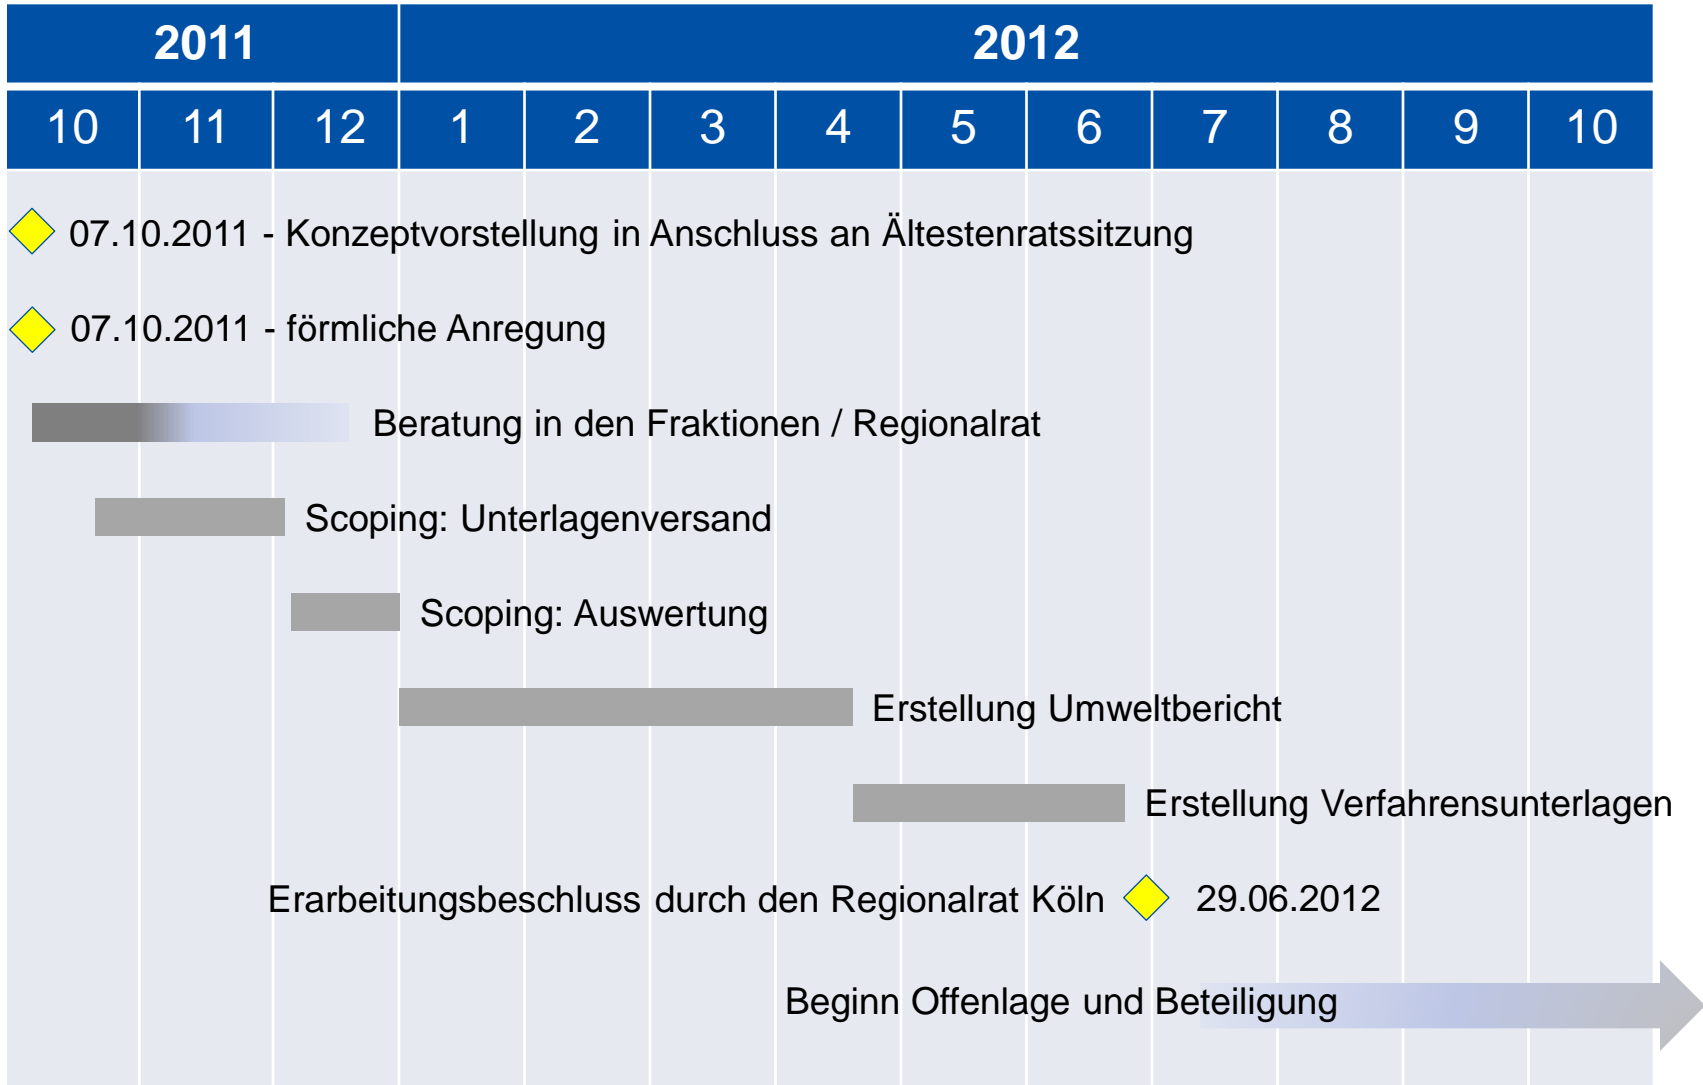 2011 2012
10 11 12 1 2 3 4 5 6 7 8 9 10
07.10.2011 - Konzeptvorstellung in Anschluss an Ältestenratssitzung
07.10.2011 - förmliche Anregung
Beratung in den Fraktionen / Regionalrat
Scoping: Unterlagenversand
Scoping: Auswertung
Erstellung Umweltbericht
Erstellung Verfahrensunterlagen
Erarbeitungsbeschluss durch den Regionalrat Köln 29.06.2012
Beginn Offenlage und Beteiligung